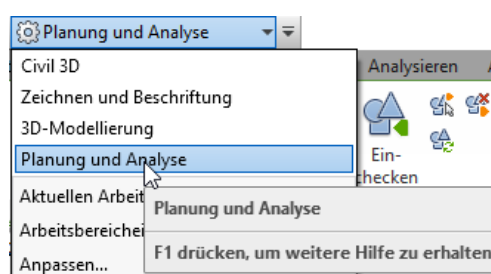 Planung und Analyse
Civil 3D
Zeichnen und Beschriftung
3D-Modellierung
Planung und Analyse
Aktuellen Arbeit
Arbeitsbereiche
Anpassen...
Analysieren
Ein-
checken
Planung und Analyse
F1 drücken, um weitere Hilfe zu erhalten